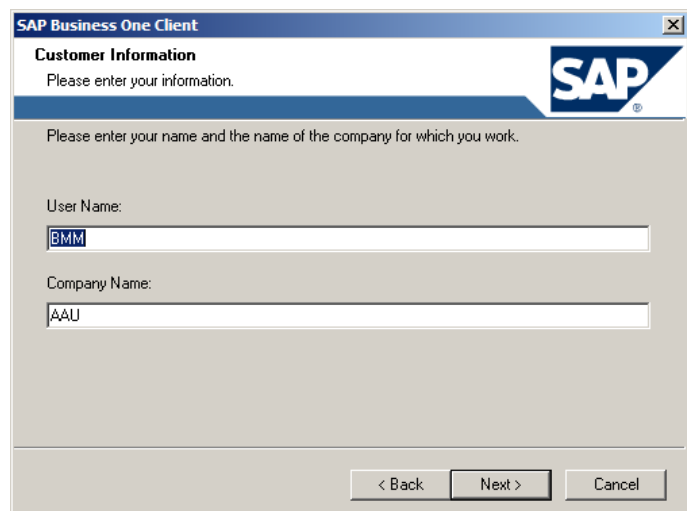 SAP Business One Client
Customer Information
Please enter your information.
SAP
®
Please enter your name and the name of the company for which you work.
User Name:
BMM
Company Name:
AAU
< Back Next > Cancel